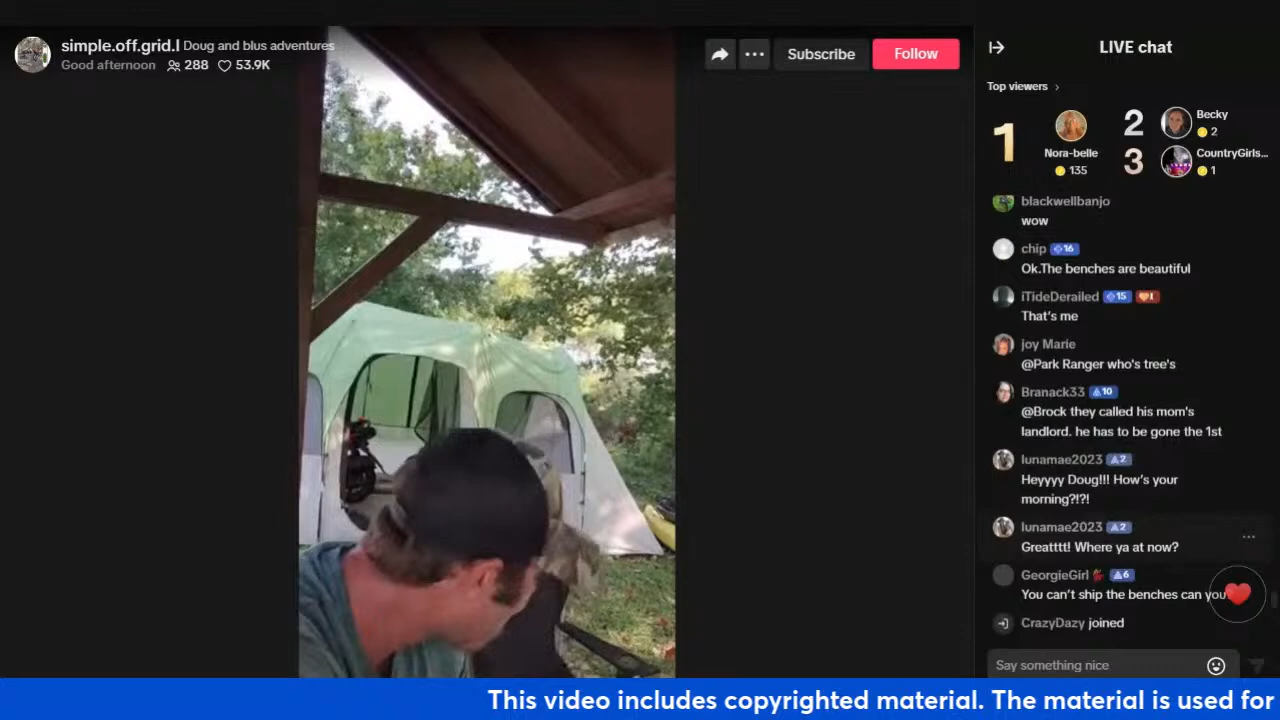 simple.off.grid.l Doug and blus adventures
Good afternoon 288 53.9K
Subscribe
Follow
LIVE chat
Top viewers >
1
Nora-belle
135
2
Becky
2
3
CountryGirls...
1
blackwellbanjo
wow
chip 16
Ok.The benches are beautiful
iTideDerailed 15 I
That's me
joy Marie
@Park Ranger who's tree's
Branack33 10
@Brock they called his mom's
landlord. he has to be gone the 1st
lunamae2023 2
Heyyyy Doug!!! How's your
morning?!?!
lunamae2023 2
Greatttt! Where ya at now?
GeorgieGirl 6
You can't ship the benches can you
CrazyDazy joined
Say something nice
This video includes copyrighted material. The material is used for